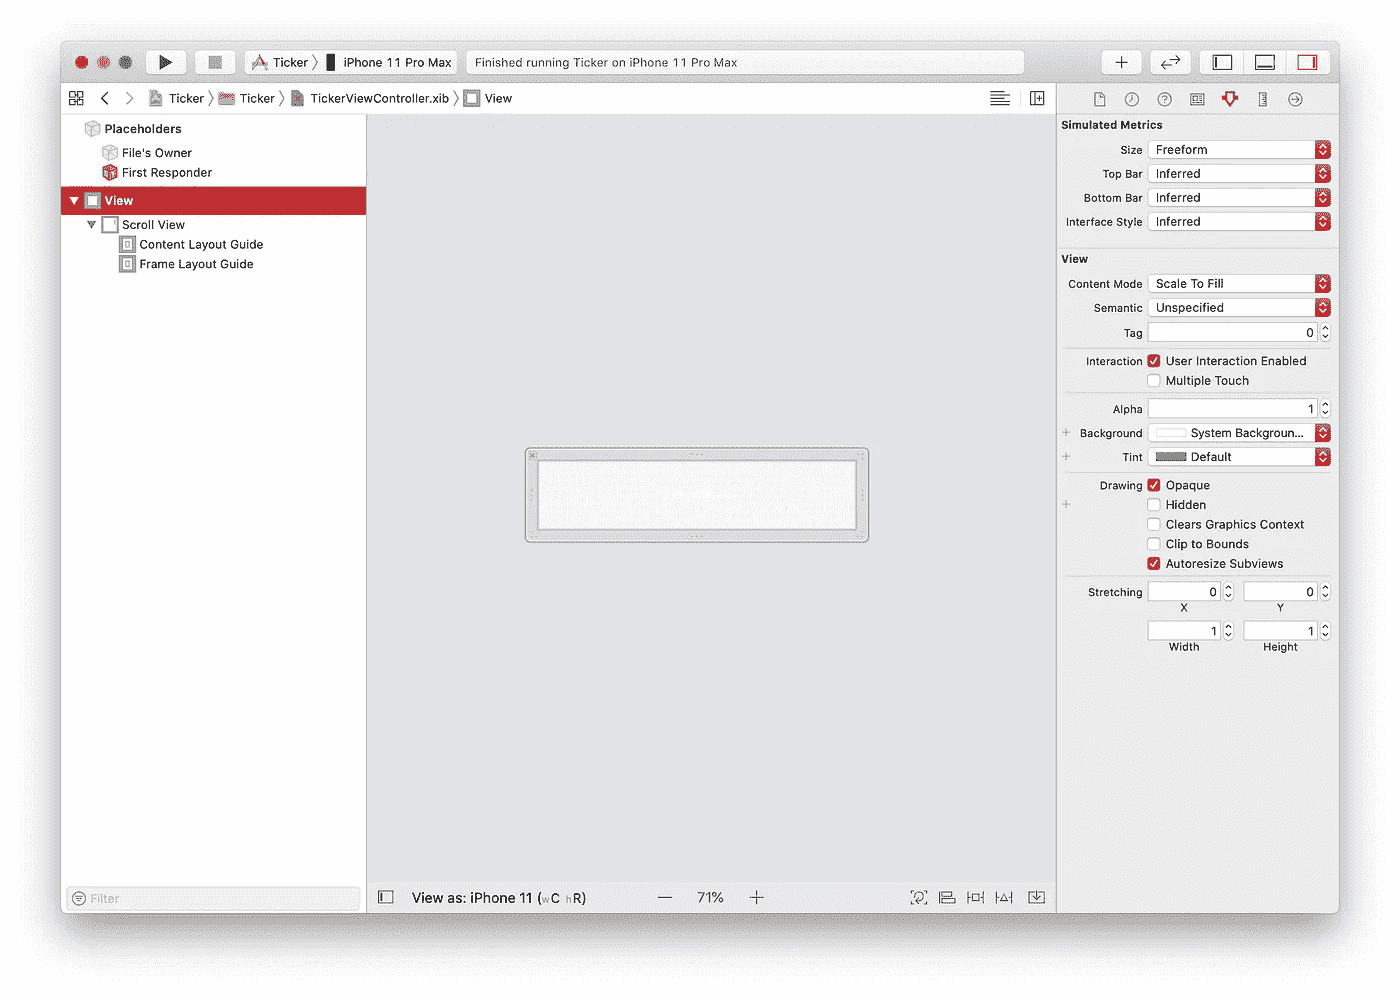 Ticker iPhone 11 Pro Max Finished running Ticker on iPhone 11 Pro Max
Ticker Ticker TickerViewController.xib View
Placeholders
File's Owner
First Responder
View
Scroll View
Content Layout Guide
Frame Layout Guide
Filter
View as: iPhone 11 (wC hR) 71%
Simulated Metrics
Size Freeform
Top Bar Inferred
Bottom Bar Inferred
Interface Style Inferred
View
Content Mode Scale To Fill
Semantic Unspecified
Tag 0
Interaction User Interaction Enabled
Multiple Touch
Alpha 1
Background System Backgroun...
Tint Default
Drawing Opaque
Hidden
Clears Graphics Context
Clip to Bounds
Autoresize Subviews
Stretching 0 0
X Y
1 1
Width Height